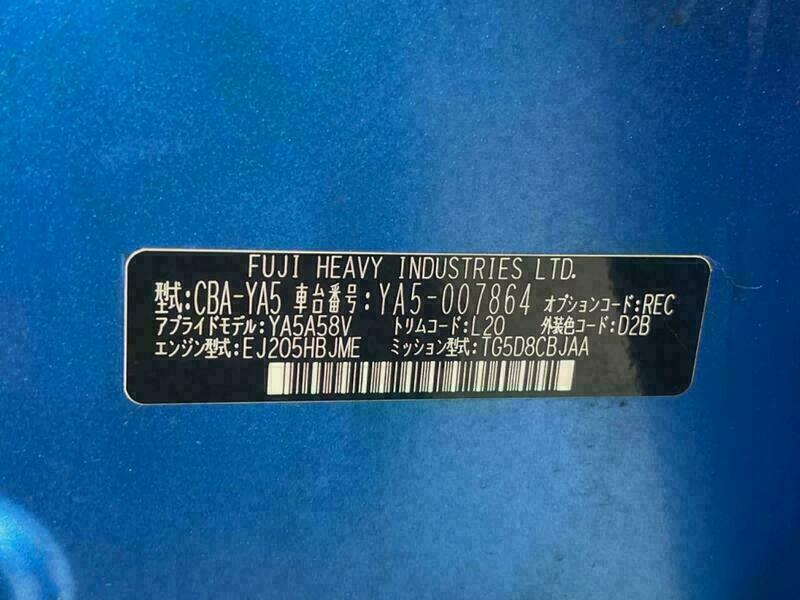 FUJI HEAVY INDUSTRIES LTD.
型式:CBA-YA5 車台番号:YA5-007864 オプションコード:REC
アプライドモデル:YA5A58V トリムコード:L20 外装色コード:D2B
エンジン型式:EJ205HBJME ミッション型式:TG5D8CBJAA